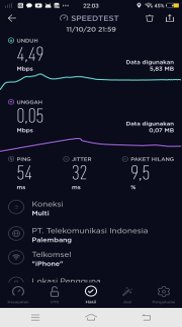 22:03
85%
SPEEDTEST
11/10/20 21:59
UNDUH
4,49
Mbps
Data digunakan
5,83 MB
UNGGAH
0,05
Mbps
Data digunakan
0,07 MB
PING
54
ms
JITTER
32
ms
PAKET HILANG
9,5
%
Koneksi
Multi
PT. Telekomunikasi Indonesia
Palembang
Telkomsel
"iPhone"
Lokasi Pengguna
Kecepatan
VPN
Hasil
Pengaturan